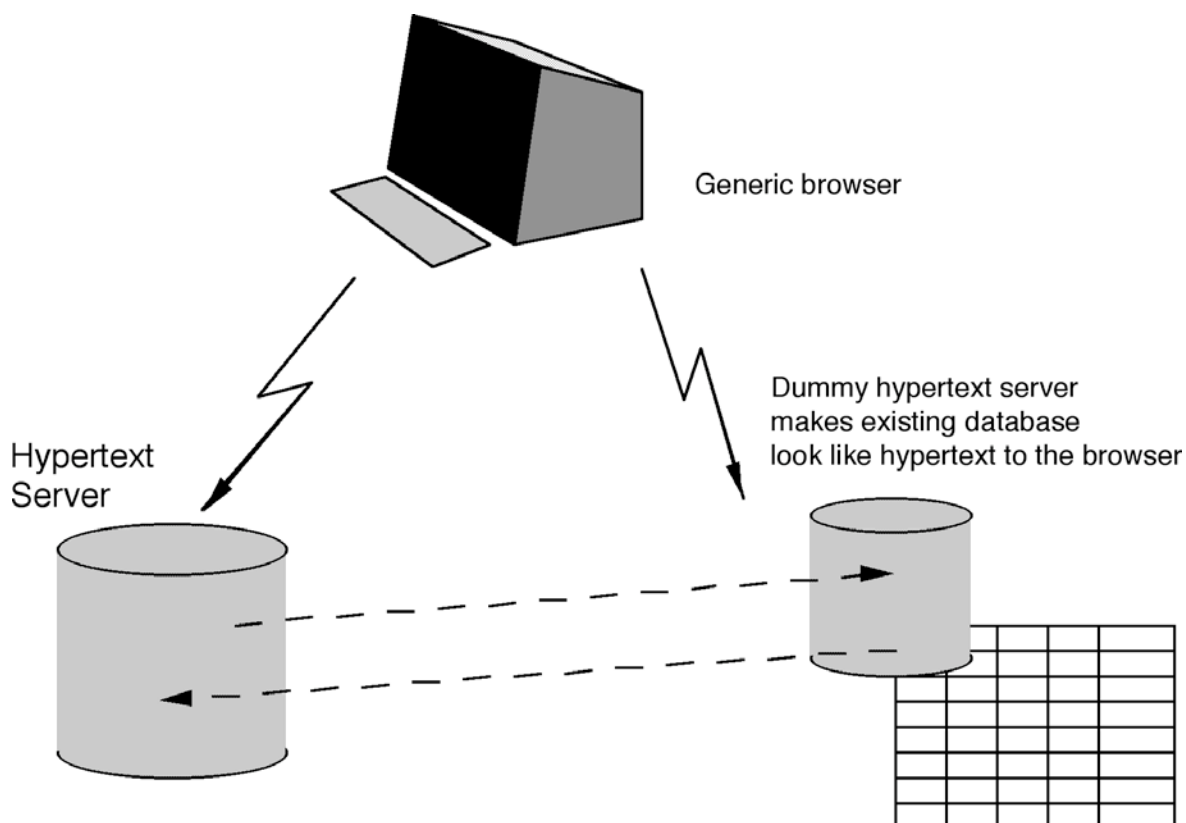 Generic browser
Dummy hypertext server
makes existing database
look like hypertext to the browser
Hypertext
Server